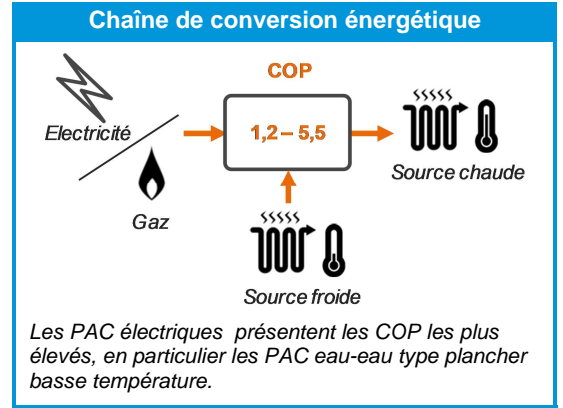 Chaîne de conversion énergétique
COP
Electricité
1,2 – 5,5
Source chaude
Gaz
Source froide
Les PAC électriques présentent les COP les plus
élevés, en particulier les PAC eau-eau type plancher
basse température.